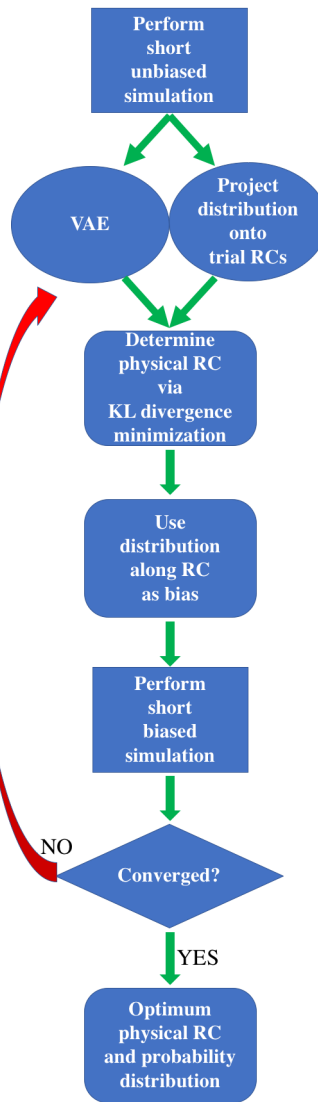 Perform
short
unbiased
simulation
VAE
Project
distribution
onto
trial RCs
Determine
physical RC
via
KL divergence
minimization
Use
distribution
along RC
as bias
Perform
short
biased
simulation
NO
Converged?
YES
Optimum
physical RC
and probability
distribution